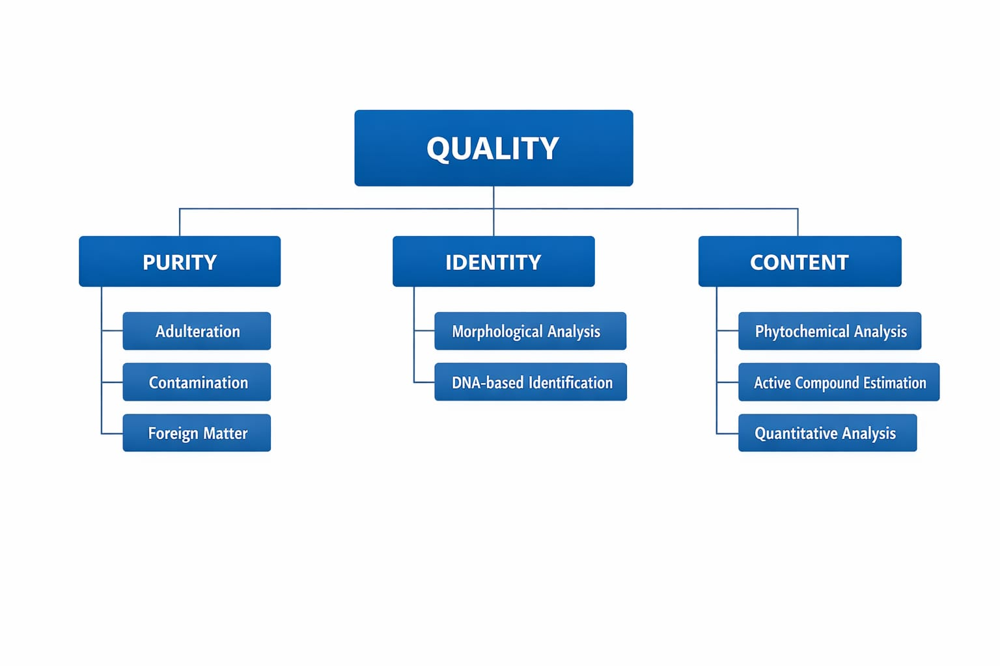 QUALITY
PURITY
IDENTITY
CONTENT
Adulteration
Contamination
Foreign Matter
Morphological Analysis
DNA-based Identification
Phytochemical Analysis
Active Compound Estimation
Quantitative Analysis